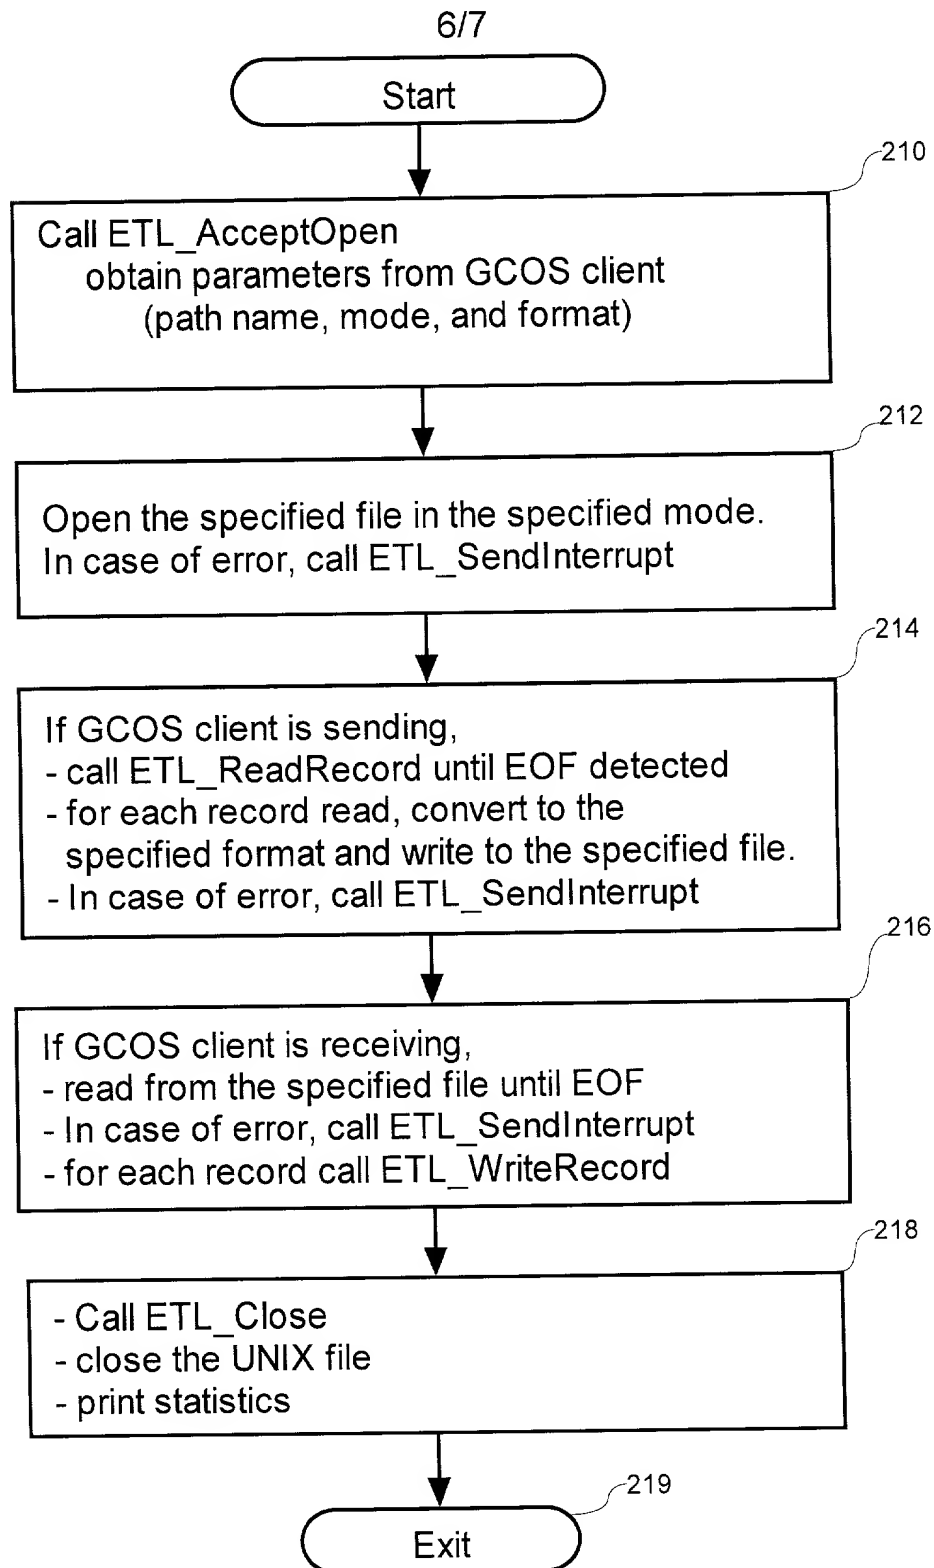 6/7
Start
210
Call ETL_AcceptOpen
obtain parameters from GCOS client
(path name, mode, and format)
212
Open the specified file in the specified mode.
In case of error, call ETL_SendInterrupt
214
If GCOS client is sending,
- call ETL_ReadRecord until EOF detected
- for each record read, convert to the
specified format and write to the specified file.
- In case of error, call ETL_SendInterrupt
216
If GCOS client is receiving,
- read from the specified file until EOF
- In case of error, call ETL_SendInterrupt
- for each record call ETL_WriteRecord
218
- Call ETL_Close
- close the UNIX file
- print statistics
219
Exit